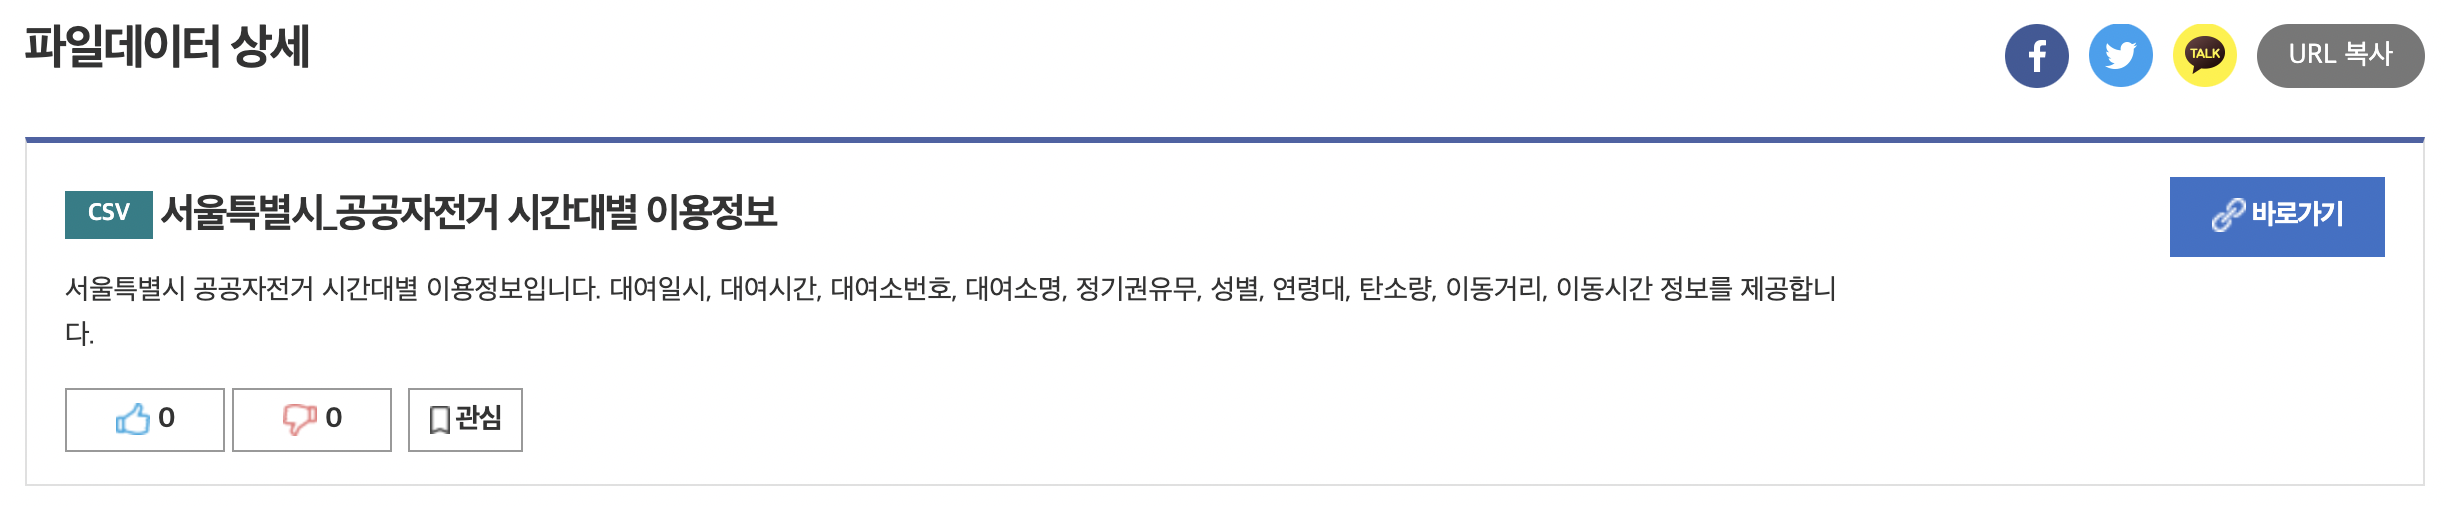 파일데이터 상세
TALK
URL 복사
CSV 서울특별시_공공자전거 시간대별 이용정보
바로가기
서울특별시 공공자전거 시간대별 이용정보입니다. 대여일시, 대여시간, 대여소번호, 대여소명, 정기권유무, 성별, 연령대, 탄소량, 이동거리, 이동시간 정보를 제공합니
다.
0
0
관심